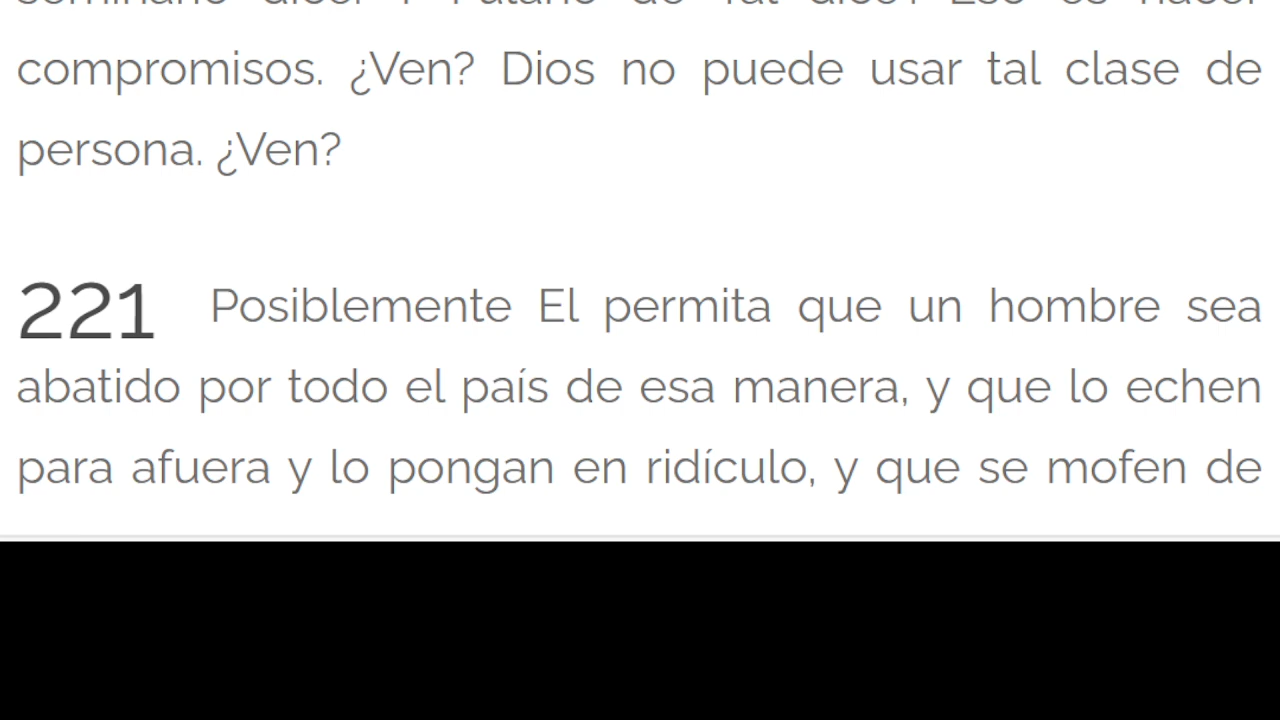 compromisos. ¿Ven? Dios no puede usar tal clase de
persona. ¿Ven?
221 Posiblemente El permita que un hombre sea
abatido por todo el país de esa manera, y que lo echen
para afuera y lo pongan en ridículo, y que se mofen de